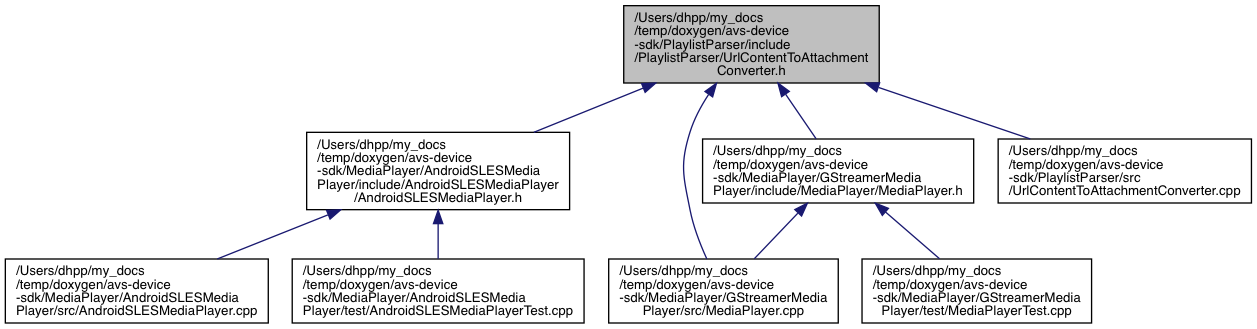 /Users/dhpp/my_docs
/temp/doxygen/avs-device
-sdk/PlaylistParser/include
/PlaylistParser/UrlContentToAttachment
Converter.h
/Users/dhpp/my_docs
/temp/doxygen/avs-device
-sdk/MediaPlayer/AndroidSLESMedia
Player/include/AndroidSLESMediaPlayer
/AndroidSLESMediaPlayer.h
/Users/dhpp/my_docs
/temp/doxygen/avs-device
-sdk/MediaPlayer/GStreamerMedia
Player/include/MediaPlayer/MediaPlayer.h
/Users/dhpp/my_docs
/temp/doxygen/avs-device
-sdk/PlaylistParser/src
/UrlContentToAttachmentConverter.cpp
/Users/dhpp/my_docs
/temp/doxygen/avs-device
-sdk/MediaPlayer/AndroidSLESMedia
Player/src/AndroidSLESMediaPlayer.cpp
/Users/dhpp/my_docs
/temp/doxygen/avs-device
-sdk/MediaPlayer/AndroidSLESMedia
Player/test/AndroidSLESMediaPlayerTest.cpp
/Users/dhpp/my_docs
/temp/doxygen/avs-device
-sdk/MediaPlayer/GStreamerMedia
Player/src/MediaPlayer.cpp
/Users/dhpp/my_docs
/temp/doxygen/avs-device
-sdk/MediaPlayer/GStreamerMedia
Player/test/MediaPlayerTest.cpp